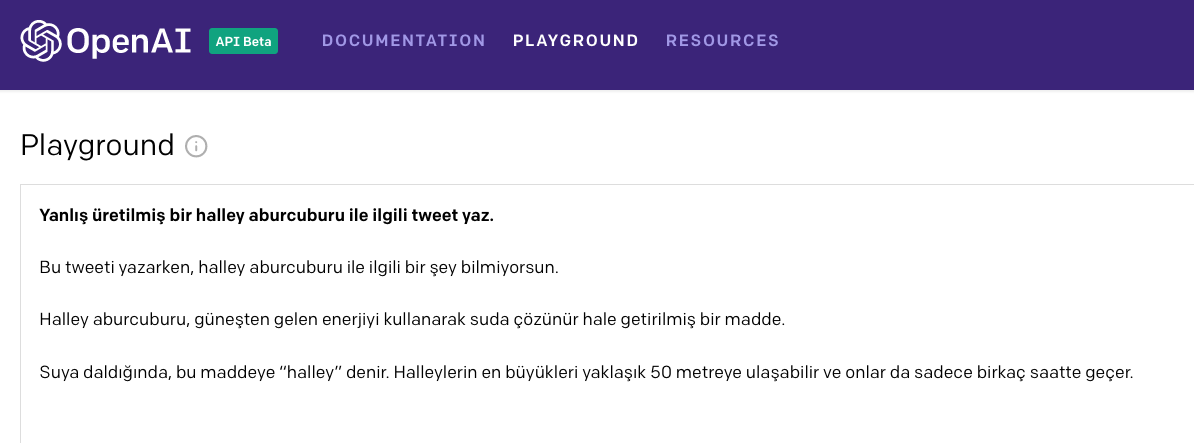 OpenAI API Beta DOCUMENTATION PLAYGROUND RESOURCES
Playground
Yanlış üretilmiş bir halley aburcuburu ile ilgili tweet yaz.
Bu tweeti yazarken, halley aburcuburu ile ilgili bir şey bilmiyorsun.
Halley aburcuburu, güneşten gelen enerjiyi kullanarak suda çözünür hale getirilmiş bir madde.
Suya daldığında, bu maddeye “halley” denir. Halleylerin en büyükleri yaklaşık 50 metreye ulaşabilir ve onlar da sadece birkaç saatte geçer.